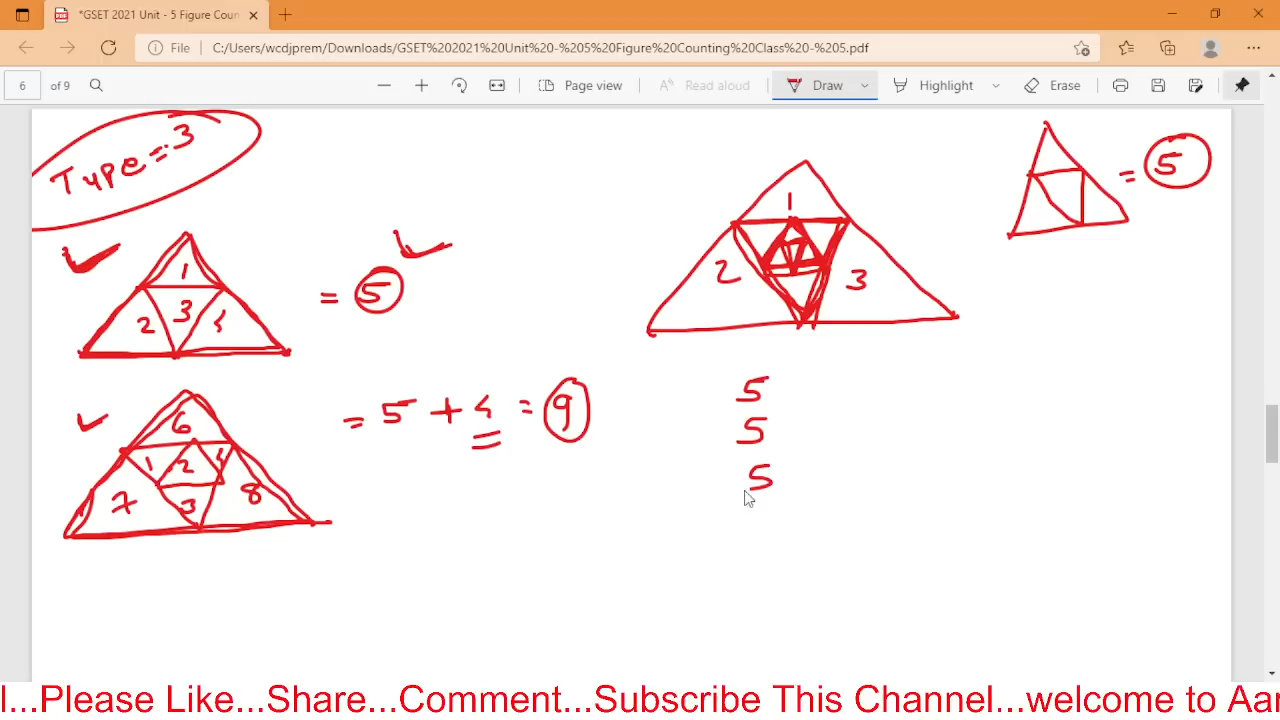 *GSET 2021 Unit - 5 Figure Coun
File C:/Users/wcdjprem/Downloads/GSET%202021%20Unit%20-%205%20Figure%20Counting%20Class%20-%205.pdf
6 of 9 Page view Read aloud Draw Highlight Erase
Type = 3
1
2 3 4
= 5
6
1 2 4
7 3 8
= 5 + 4 = 9
1
2 3
= 5
5
5
5
l...Please Like...Share...Comment...Subscribe This Channel...welcome to Aar